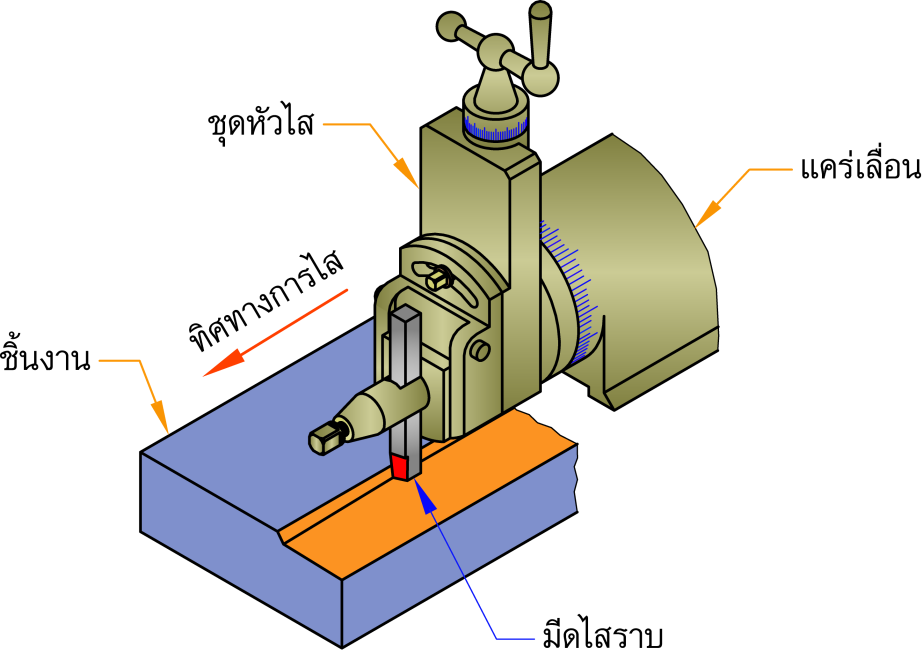 ชุดหัวไส
แคร่เลื่อน
ทิศทางการไส
ชิ้นงาน
มีดไสราบ